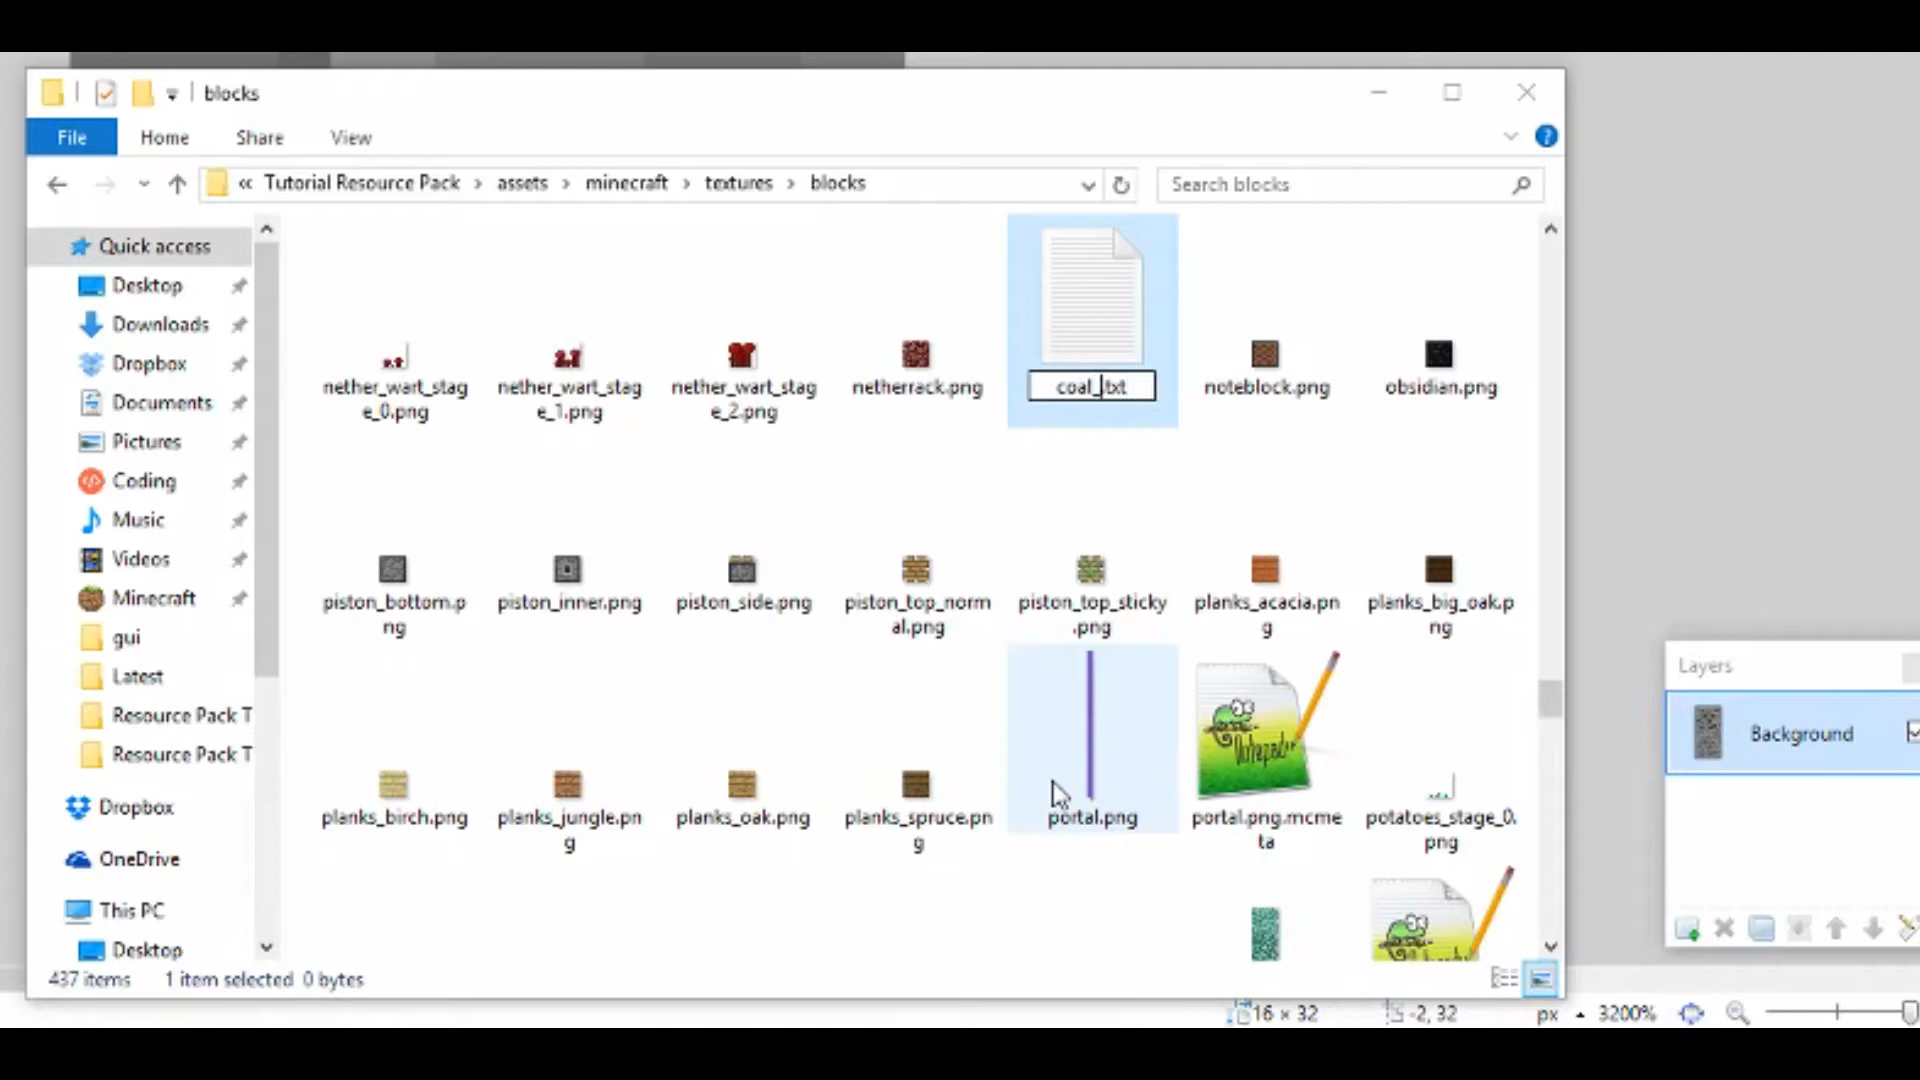 blocks
File Home Share View
« Tutorial Resource Pack › assets › minecraft › textures › blocks
Search blocks
Quick access
Desktop
Downloads
Dropbox
Documents
Pictures
Coding
Music
Videos
Minecraft
gui
Latest
Resource Pack T
Resource Pack T
Dropbox
OneDrive
This PC
Desktop
nether_wart_stag
e_0.png
nether_wart_stag
e_1.png
nether_wart_stag
e_2.png
netherrack.png
coal_.txt
noteblock.png
obsidian.png
piston_bottom.p
ng
piston_inner.png
piston_side.png
piston_top_norm
al.png
piston_top_sticky
.png
planks_acacia.pn
g
planks_big_oak.p
ng
planks_birch.png
planks_jungle.pn
g
planks_oak.png
planks_spruce.pn
g
portal.png
portal.png.mcme
ta
potatoes_stage_0.
png
437 items 1 item selected 0 bytes
Layers
Background
16 × 32 -2, 32 px 3200%